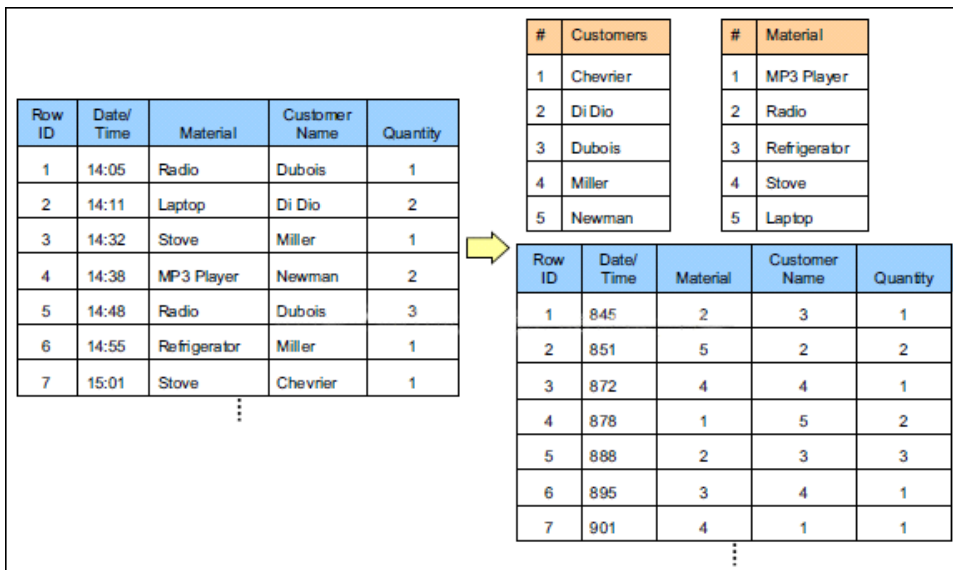 # Customers
1 Chevrier
2 Di Dio
3 Dubois
4 Miller
5 Newman
# Material
1 MP3 Player
2 Radio
3 Refrigerator
4 Stove
5 Laptop
Row ID Date/ Time Material Customer Name Quantity
1 14:05 Radio Dubois 1
2 14:11 Laptop Di Dio 2
3 14:32 Stove Miller 1
4 14:38 MP3 Player Newman 2
5 14:48 Radio Dubois 3
6 14:55 Refrigerator Miller 1
7 15:01 Stove Chevrier 1
Row ID Date/ Time Material Customer Name Quantity
1 845 2 3 1
2 851 5 2 2
3 872 4 4 1
4 878 1 5 2
5 888 2 3 3
6 895 3 4 1
7 901 4 1 1